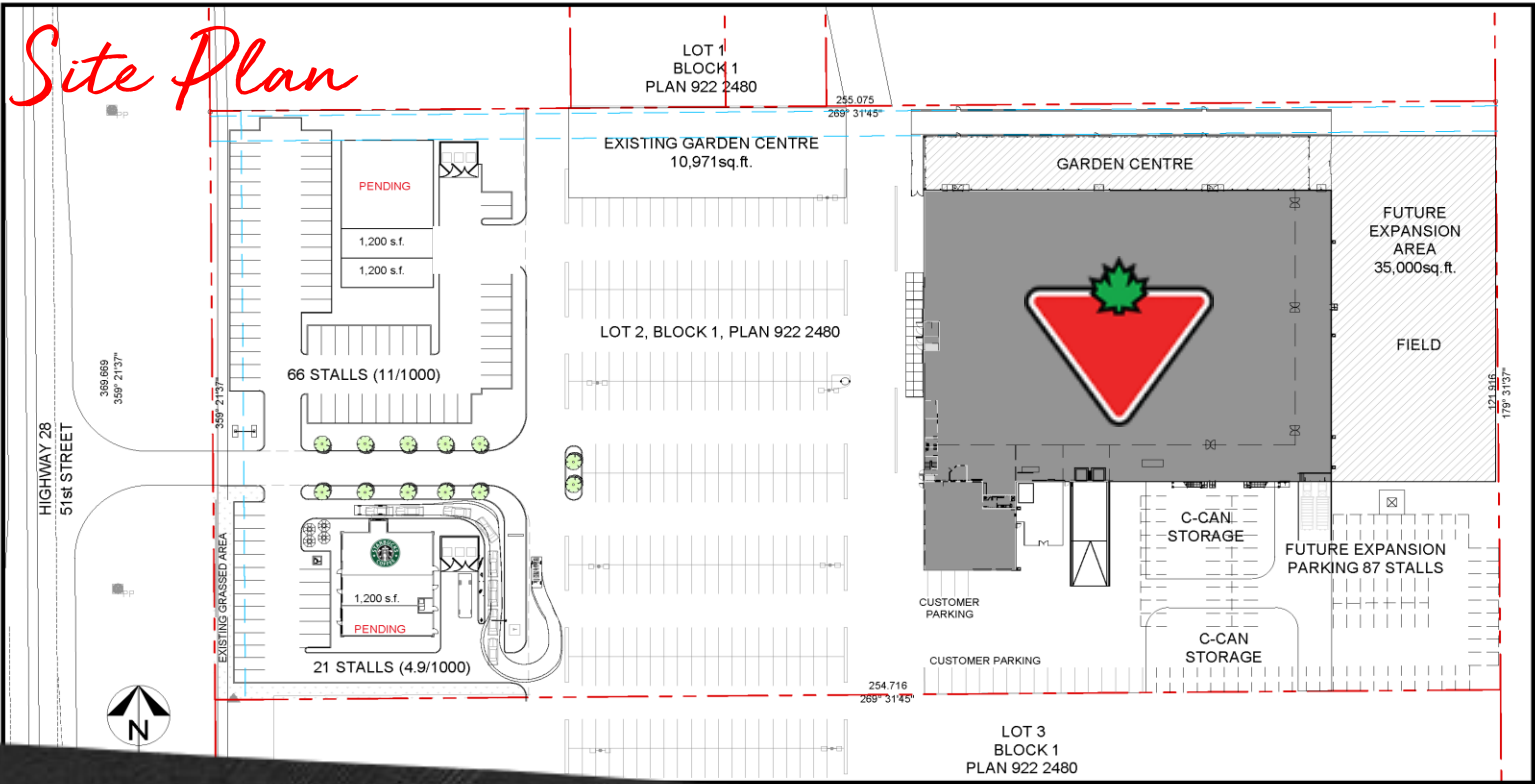 Site Plan
LOT 1
BLOCK 1
PLAN 922 2480
255.075
269° 31'45"
EXISTING GARDEN CENTRE
10,971sq.ft.
GARDEN CENTRE
PENDING
1,200 s.f.
1,200 s.f.
FUTURE
EXPANSION
AREA
35,000sq.ft.
FIELD
LOT 2, BLOCK 1, PLAN 922 2480
66 STALLS (11/1000)
369.669
359° 21'37"
359° 21'37"
121.916
179° 31'37"
HIGHWAY 28
51st STREET
EXISTING GRASSED AREA
1,200 s.f.
PENDING
21 STALLS (4.9/1000)
C-CAN
STORAGE
FUTURE EXPANSION
PARKING 87 STALLS
CUSTOMER
PARKING
C-CAN
STORAGE
CUSTOMER PARKING
254.716
269° 31'45"
N
LOT 3
BLOCK 1
PLAN 922 2480